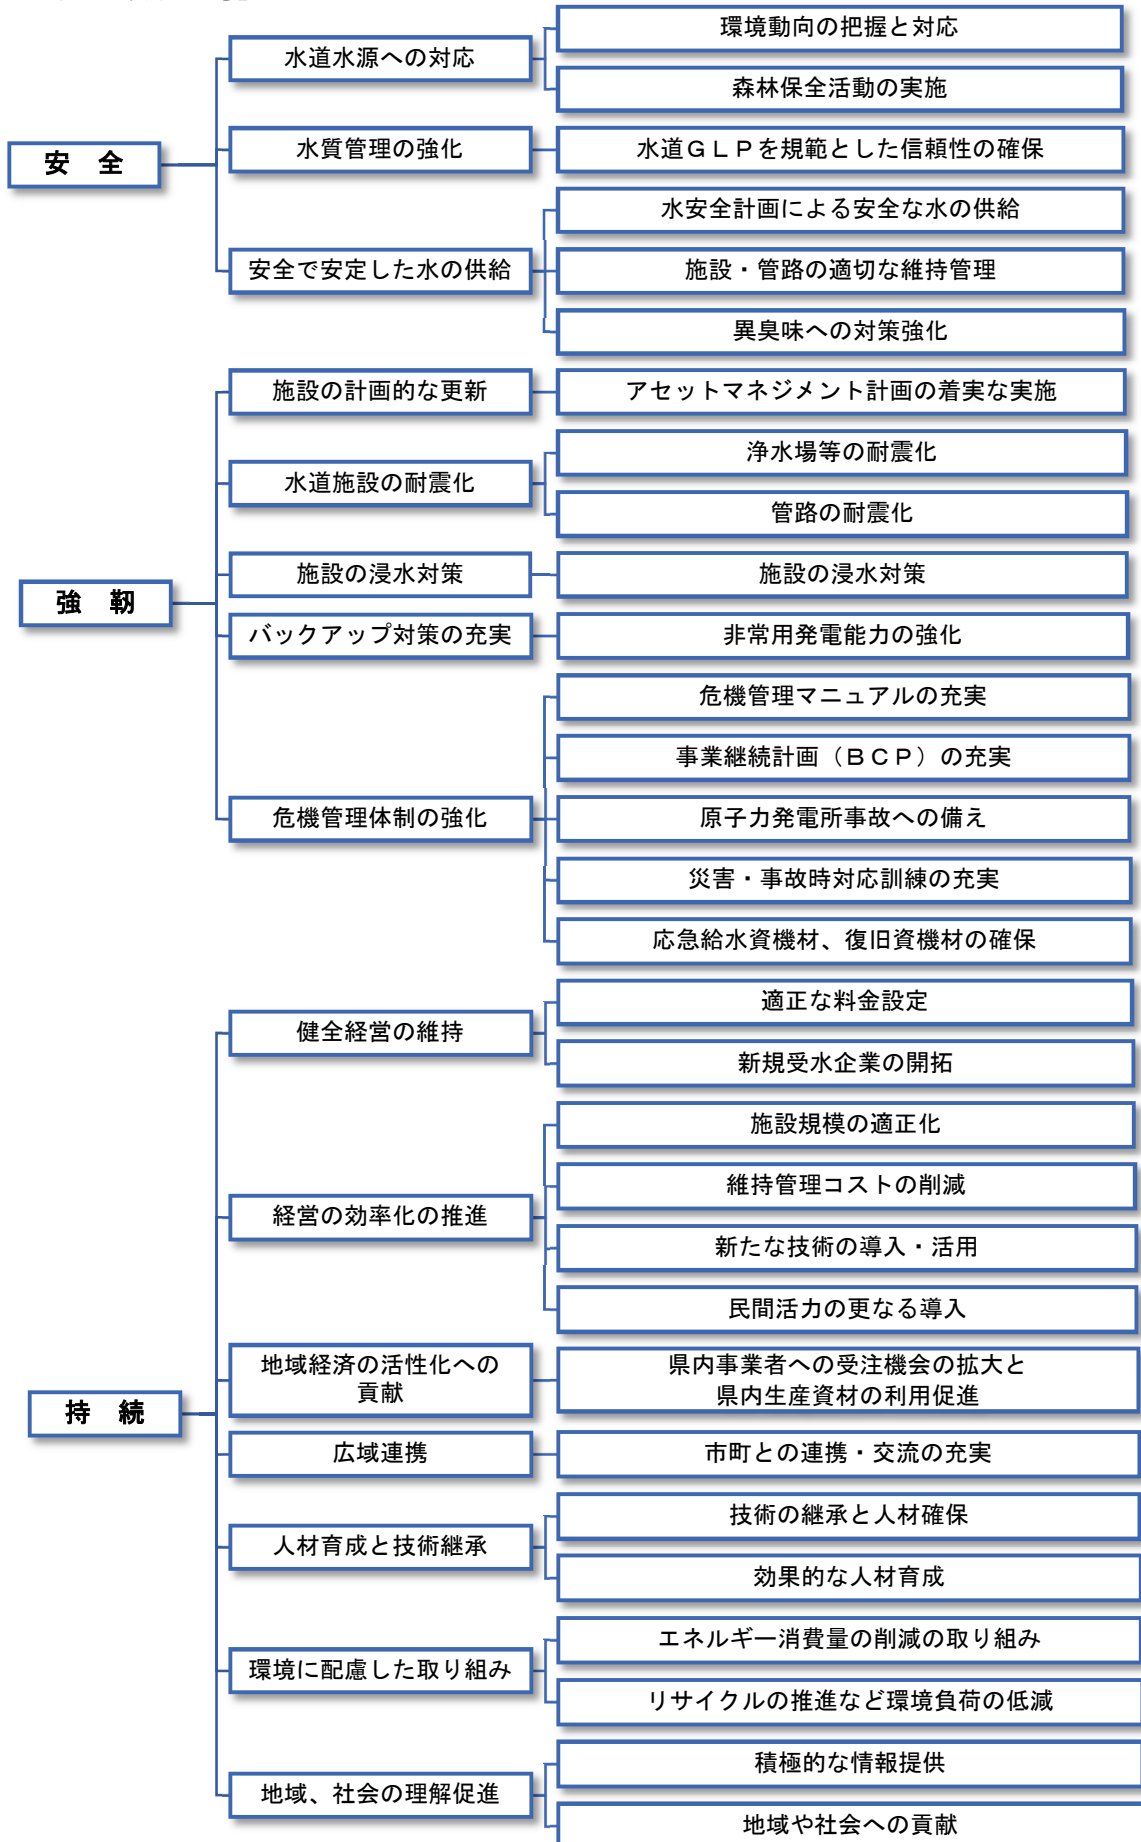 安　全
水道水源への対応
環境動向の把握と対応
森林保全活動の実施
水質管理の強化
水道ＧＬＰを規範とした信頼性の確保
安全で安定した水の供給
水安全計画による安全な水の供給
施設・管路の適切な維持管理
異臭味への対策強化
強　靭
施設の計画的な更新
アセットマネジメント計画の着実な実施
水道施設の耐震化
浄水場等の耐震化
管路の耐震化
施設の浸水対策
施設の浸水対策
バックアップ対策の充実
非常用発電能力の強化
危機管理体制の強化
危機管理マニュアルの充実
事業継続計画（ＢＣＰ）の充実
原子力発電所事故への備え
災害・事故時対応訓練の充実
応急給水資機材、復旧資機材の確保
持　続
健全経営の維持
適正な料金設定
新規受水企業の開拓
経営の効率化の推進
施設規模の適正化
維持管理コストの削減
新たな技術の導入・活用
民間活力の更なる導入
地域経済の活性化への
貢献
県内事業者への受注機会の拡大と
県内生産資材の利用促進
広域連携
市町との連携・交流の充実
人材育成と技術継承
技術の継承と人材確保
効果的な人材育成
環境に配慮した取り組み
エネルギー消費量の削減の取り組み
リサイクルの推進など環境負荷の低減
地域、社会の理解促進
積極的な情報提供
地域や社会への貢献